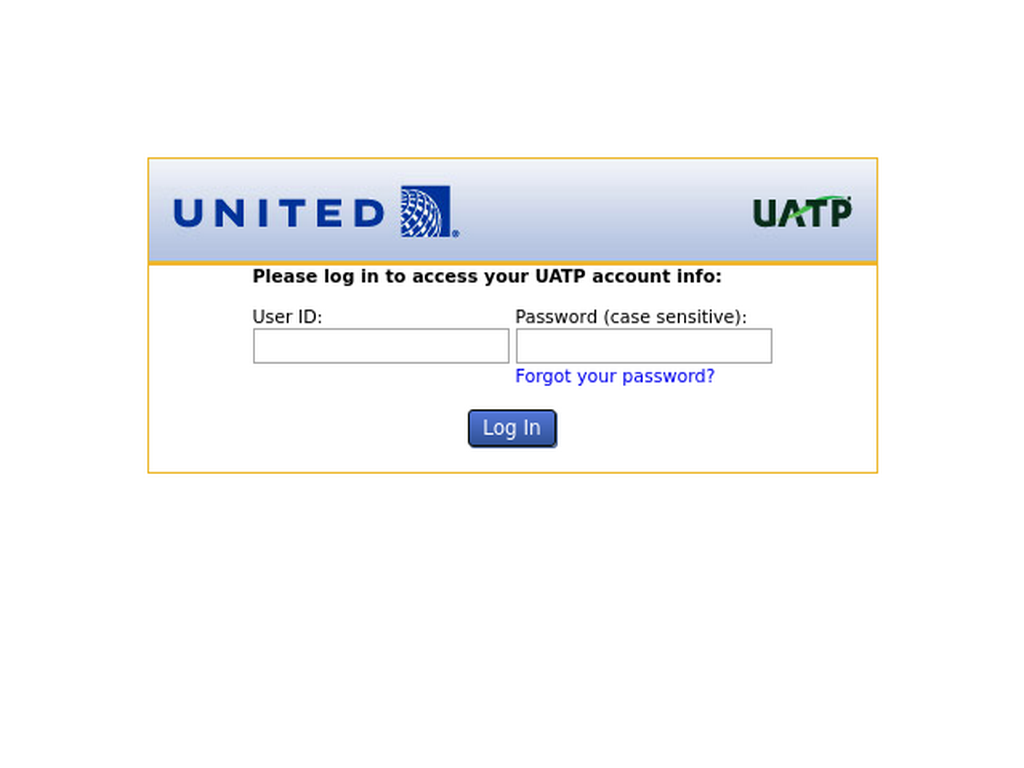 UNITED
UATP
Please log in to access your UATP account info:
User ID: Password (case sensitive):
Forgot your password?
Log In